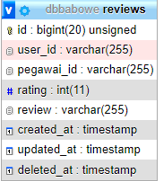 v dbbabowe reviews
id : bigint(20) unsigned
user_id : varchar(255)
pegawai_id : varchar(255)
rating : int(11)
review : varchar(255)
created_at : timestamp
updated_at : timestamp
deleted_at : timestamp